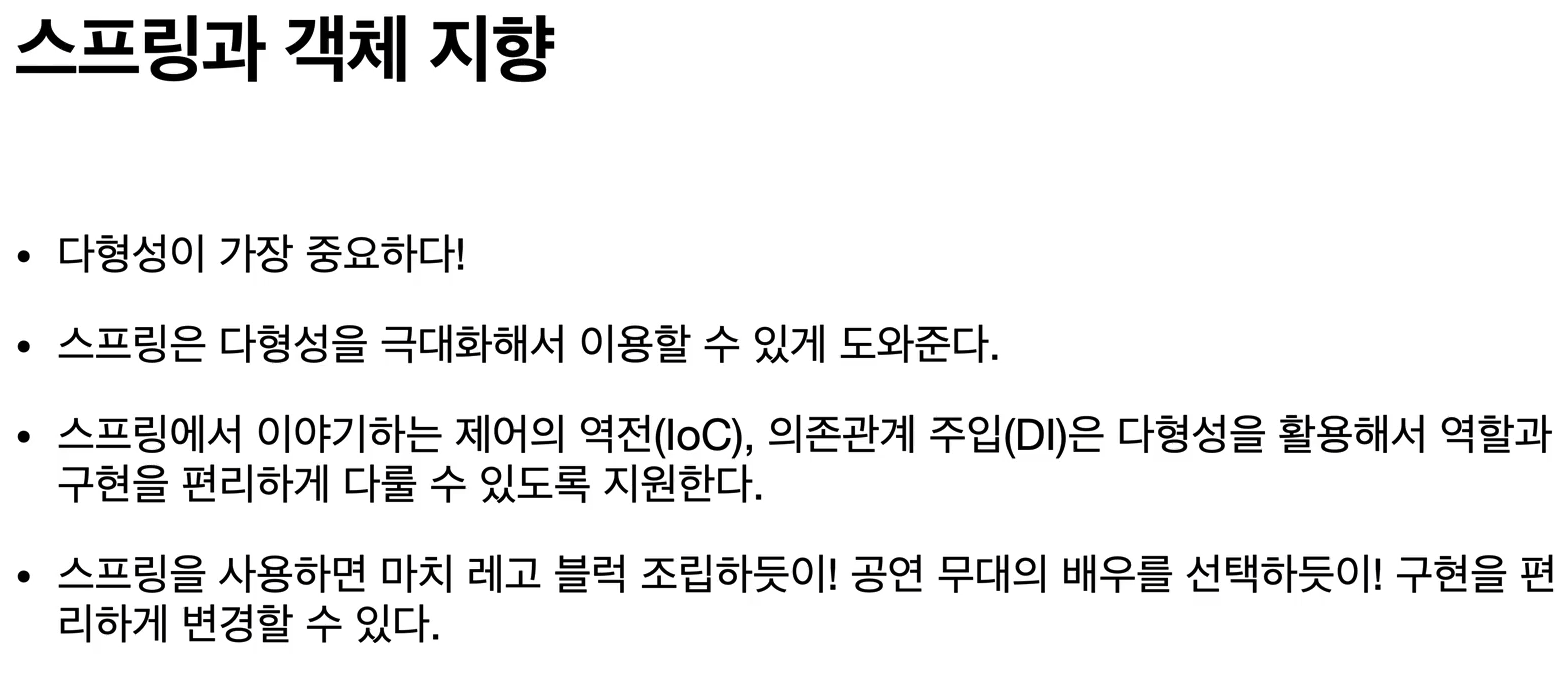 스프링과 객체 지향
• 다형성이 가장 중요하다!
• 스프링은 다형성을 극대화해서 이용할 수 있게 도와준다.
• 스프링에서 이야기하는 제어의 역전(IoC), 의존관계 주입(DI)은 다형성을 활용해서 역할과
구현을 편리하게 다룰 수 있도록 지원한다.
• 스프링을 사용하면 마치 레고 블럭 조립하듯이! 공연 무대의 배우를 선택하듯이! 구현을 편
리하게 변경할 수 있다.